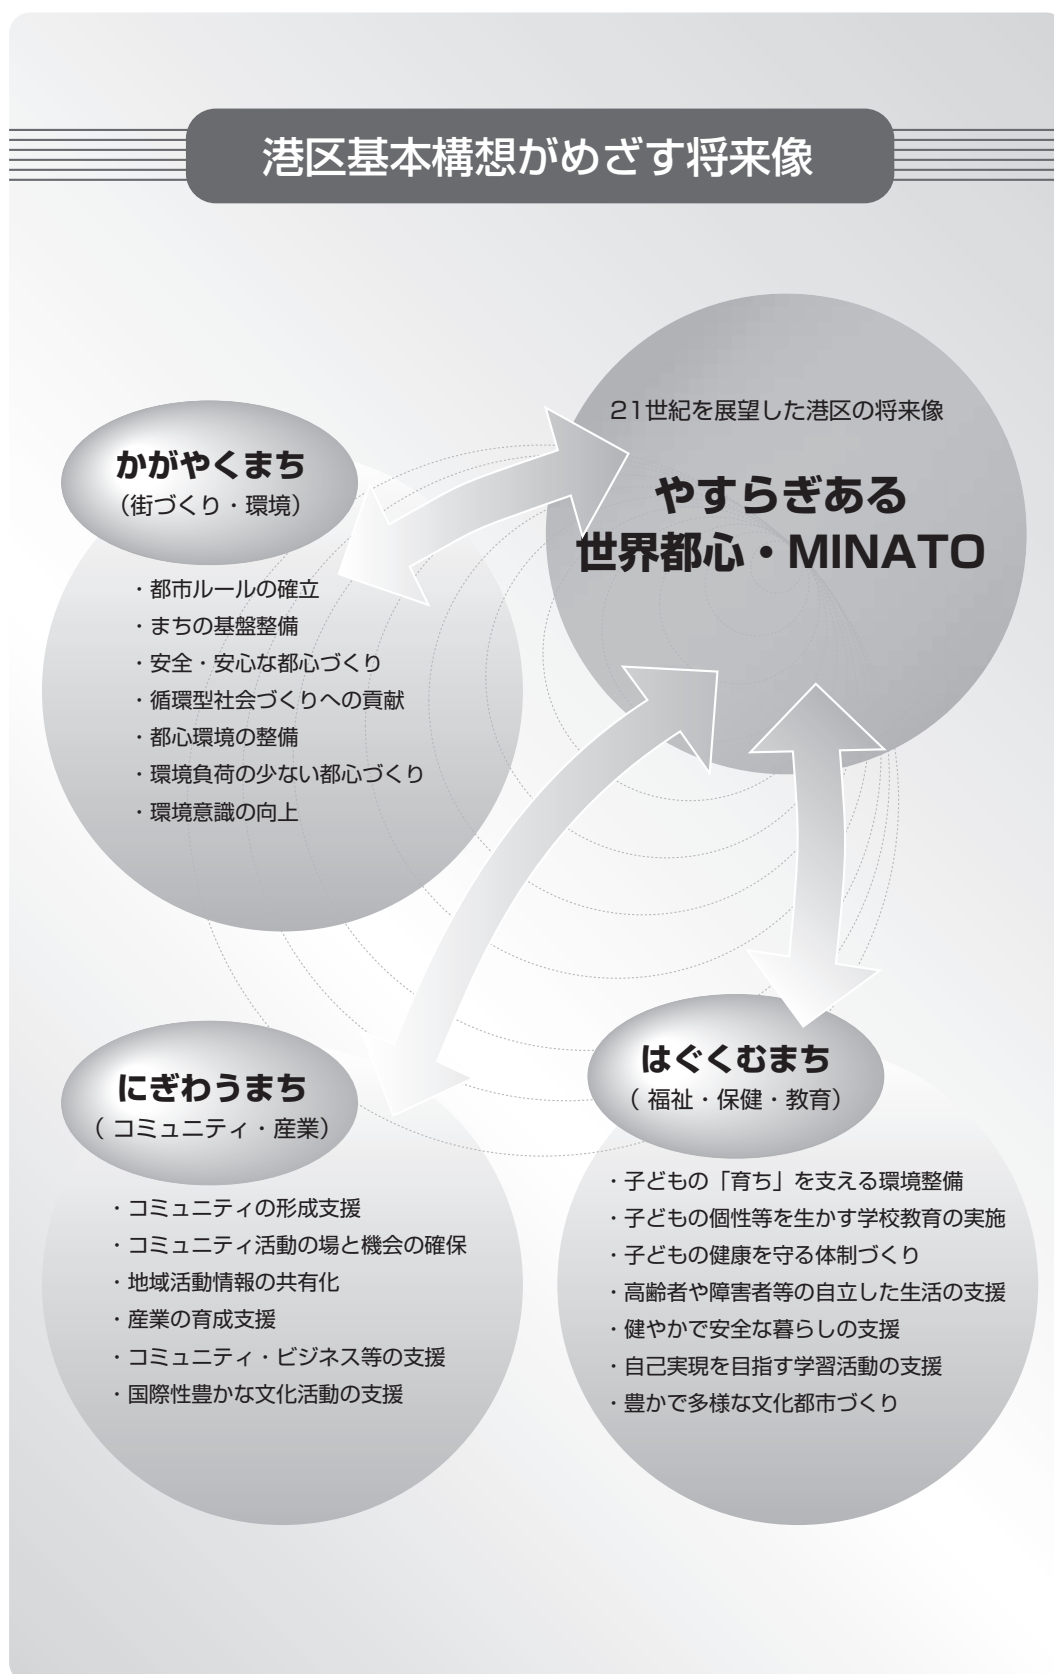 港区基本構想がめざす将来像
21世紀を展望した港区の将来像
やすらぎある
世界都心・MINATO
かがやくまち
（街づくり・環境）
・都市ルールの確立
・まちの基盤整備
・安全・安心な都心づくり
・循環型社会づくりへの貢献
・都心環境の整備
・環境負荷の少ない都心づくり
・環境意識の向上
にぎわうまち
（ コミュニティ・産業）
・コミュニティの形成支援
・コミュニティ活動の場と機会の確保
・地域活動情報の共有化
・産業の育成支援
・コミュニティ・ビジネス等の支援
・国際性豊かな文化活動の支援
はぐくむまち
（ 福祉・保健・教育）
・子どもの「育ち」を支える環境整備
・子どもの個性等を生かす学校教育の実施
・子どもの健康を守る体制づくり
・高齢者や障害者等の自立した生活の支援
・健やかで安全な暮らしの支援
・自己実現を目指す学習活動の支援
・豊かで多様な文化都市づくり